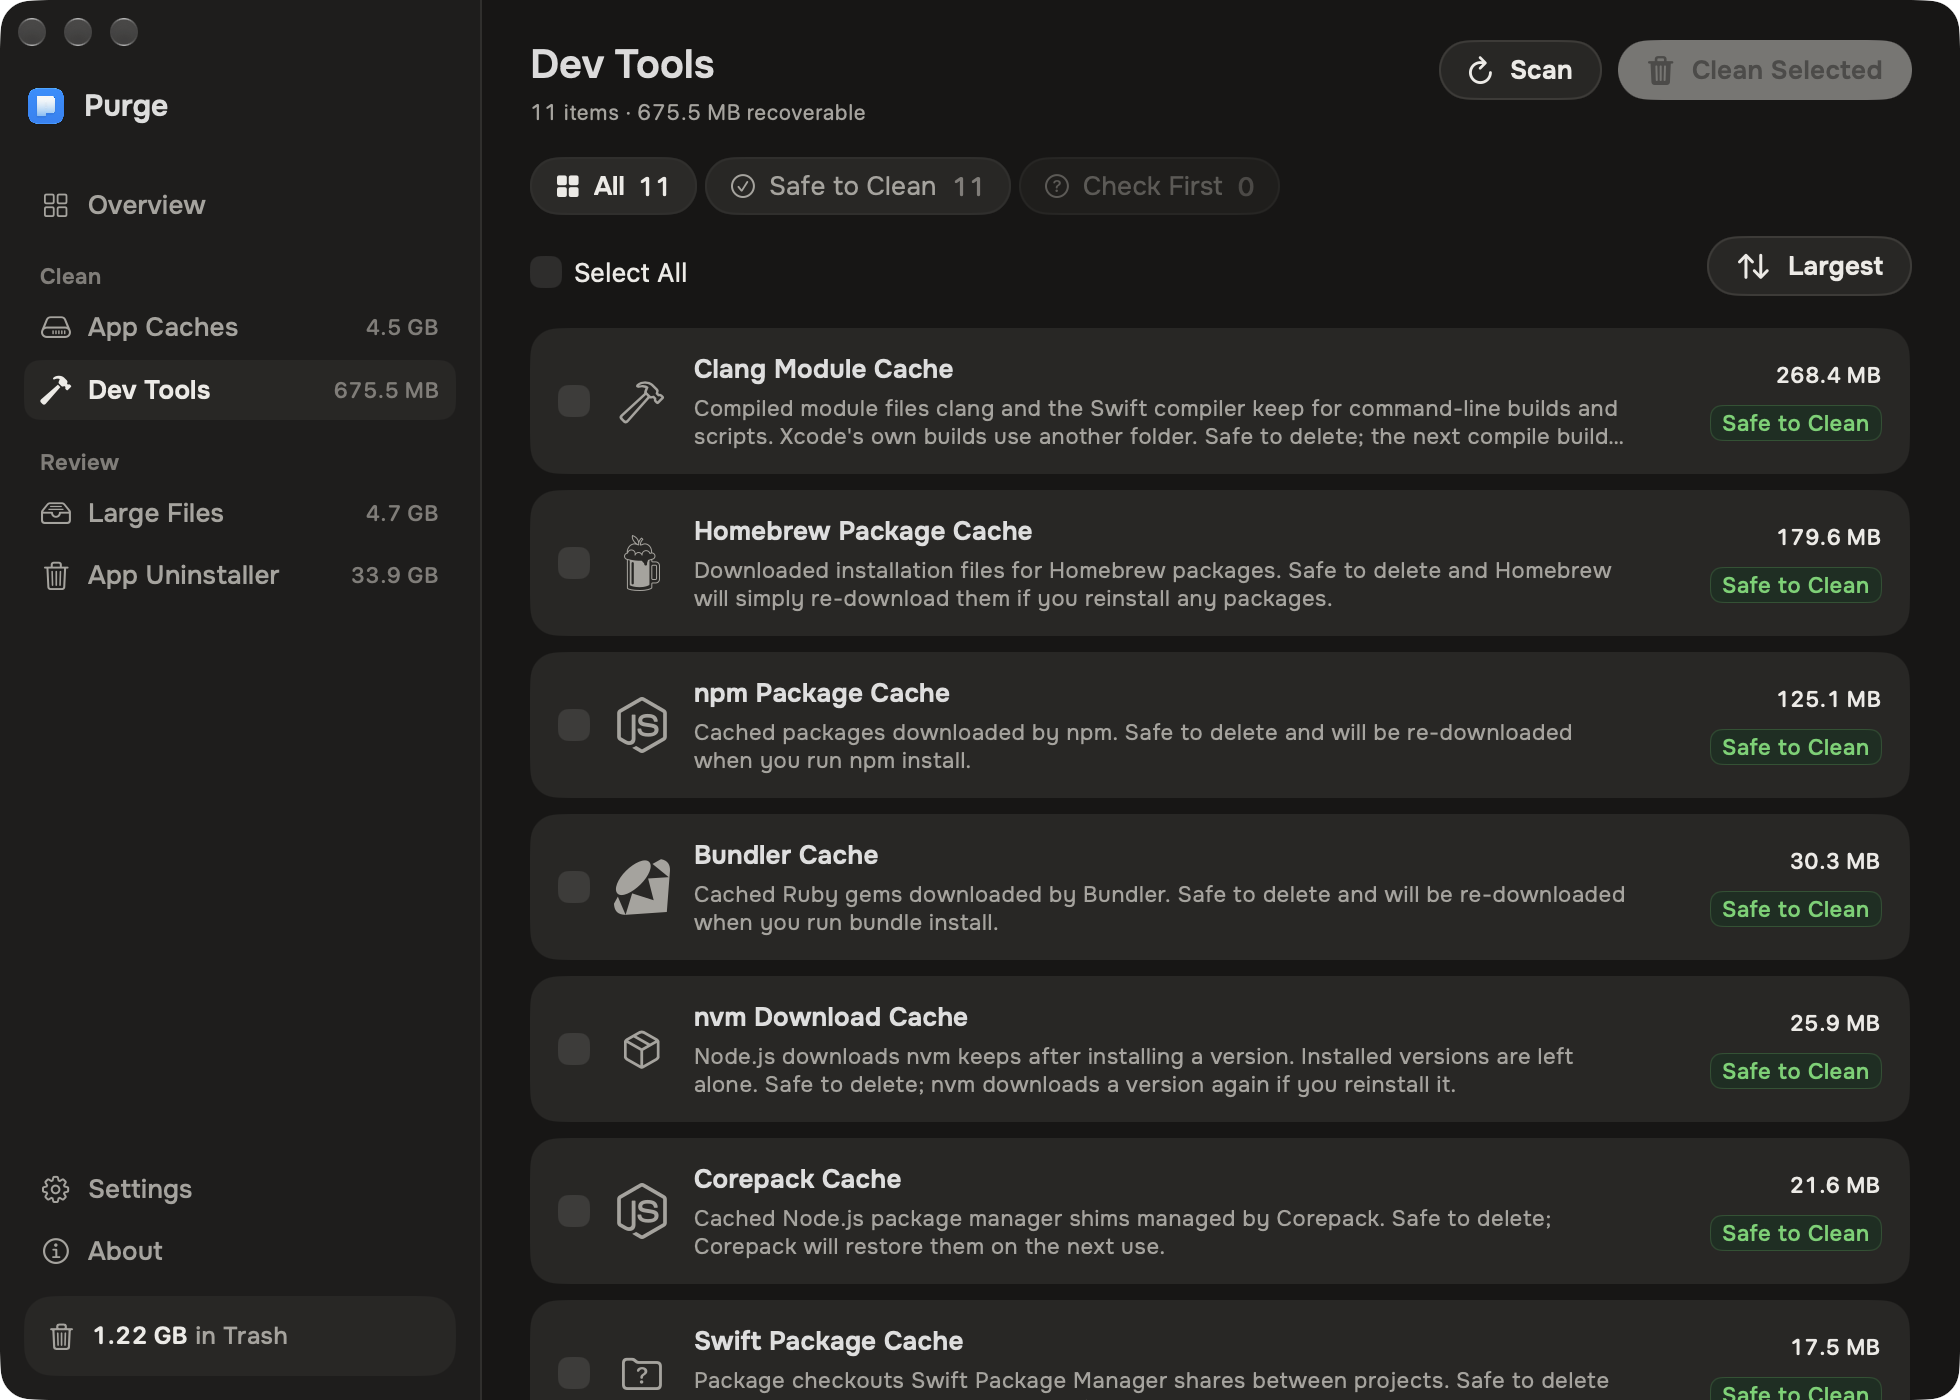 Purge
Overview
Clean
App Caches 4.5 GB
Dev Tools 675.5 MB
Review
Large Files 4.7 GB
App Uninstaller 33.9 GB
Settings
About
1.22 GB in Trash
Dev Tools
11 items · 675.5 MB recoverable
Scan
Clean Selected
All 11
Safe to Clean 11
? Check First 0
Select All
Largest
Clang Module Cache
Compiled module files clang and the Swift compiler keep for command-line builds and
scripts. Xcode's own builds use another folder. Safe to delete; the next compile build...
268.4 MB
Safe to Clean
Homebrew Package Cache
Downloaded installation files for Homebrew packages. Safe to delete and Homebrew
will simply re-download them if you reinstall any packages.
179.6 MB
Safe to Clean
JS
npm Package Cache
Cached packages downloaded by npm. Safe to delete and will be re-downloaded
when you run npm install.
125.1 MB
Safe to Clean
Bundler Cache
Cached Ruby gems downloaded by Bundler. Safe to delete and will be re-downloaded
when you run bundle install.
30.3 MB
Safe to Clean
nvm Download Cache
Node.js downloads nvm keeps after installing a version. Installed versions are left
alone. Safe to delete; nvm downloads a version again if you reinstall it.
25.9 MB
Safe to Clean
JS
Corepack Cache
Cached Node.js package manager shims managed by Corepack. Safe to delete;
Corepack will restore them on the next use.
21.6 MB
Safe to Clean
?
Swift Package Cache
Package checkouts Swift Package Manager shares between projects. Safe to delete
17.5 MB
Safe to Clean